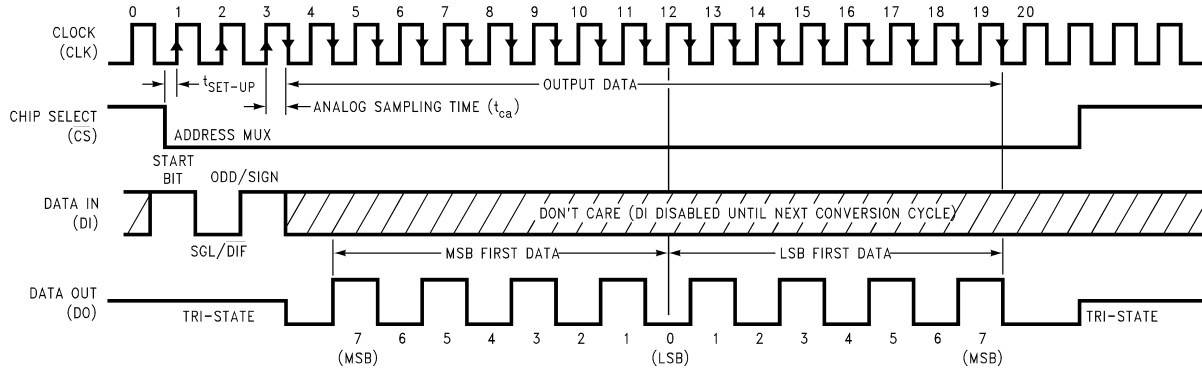 0 1 2 3 4 5 6 7 8 9 10 11 12 13 14 15 16 17 18 19 20
CLOCK
(CLK)
tSET-UP
OUTPUT DATA
ANALOG SAMPLING TIME (tca)
CHIP SELECT
(CS)
ADDRESS MUX
START
BIT
ODD/SIGN
DATA IN
(DI)
DON'T CARE (DI DISABLED UNTIL NEXT CONVERSION CYCLE)
SGL/DIF
MSB FIRST DATA
LSB FIRST DATA
DATA OUT
(DO)
TRI-STATE
TRI-STATE
7 6 5 4 3 2 1 0 1 2 3 4 5 6 7
(MSB) (LSB) (MSB)